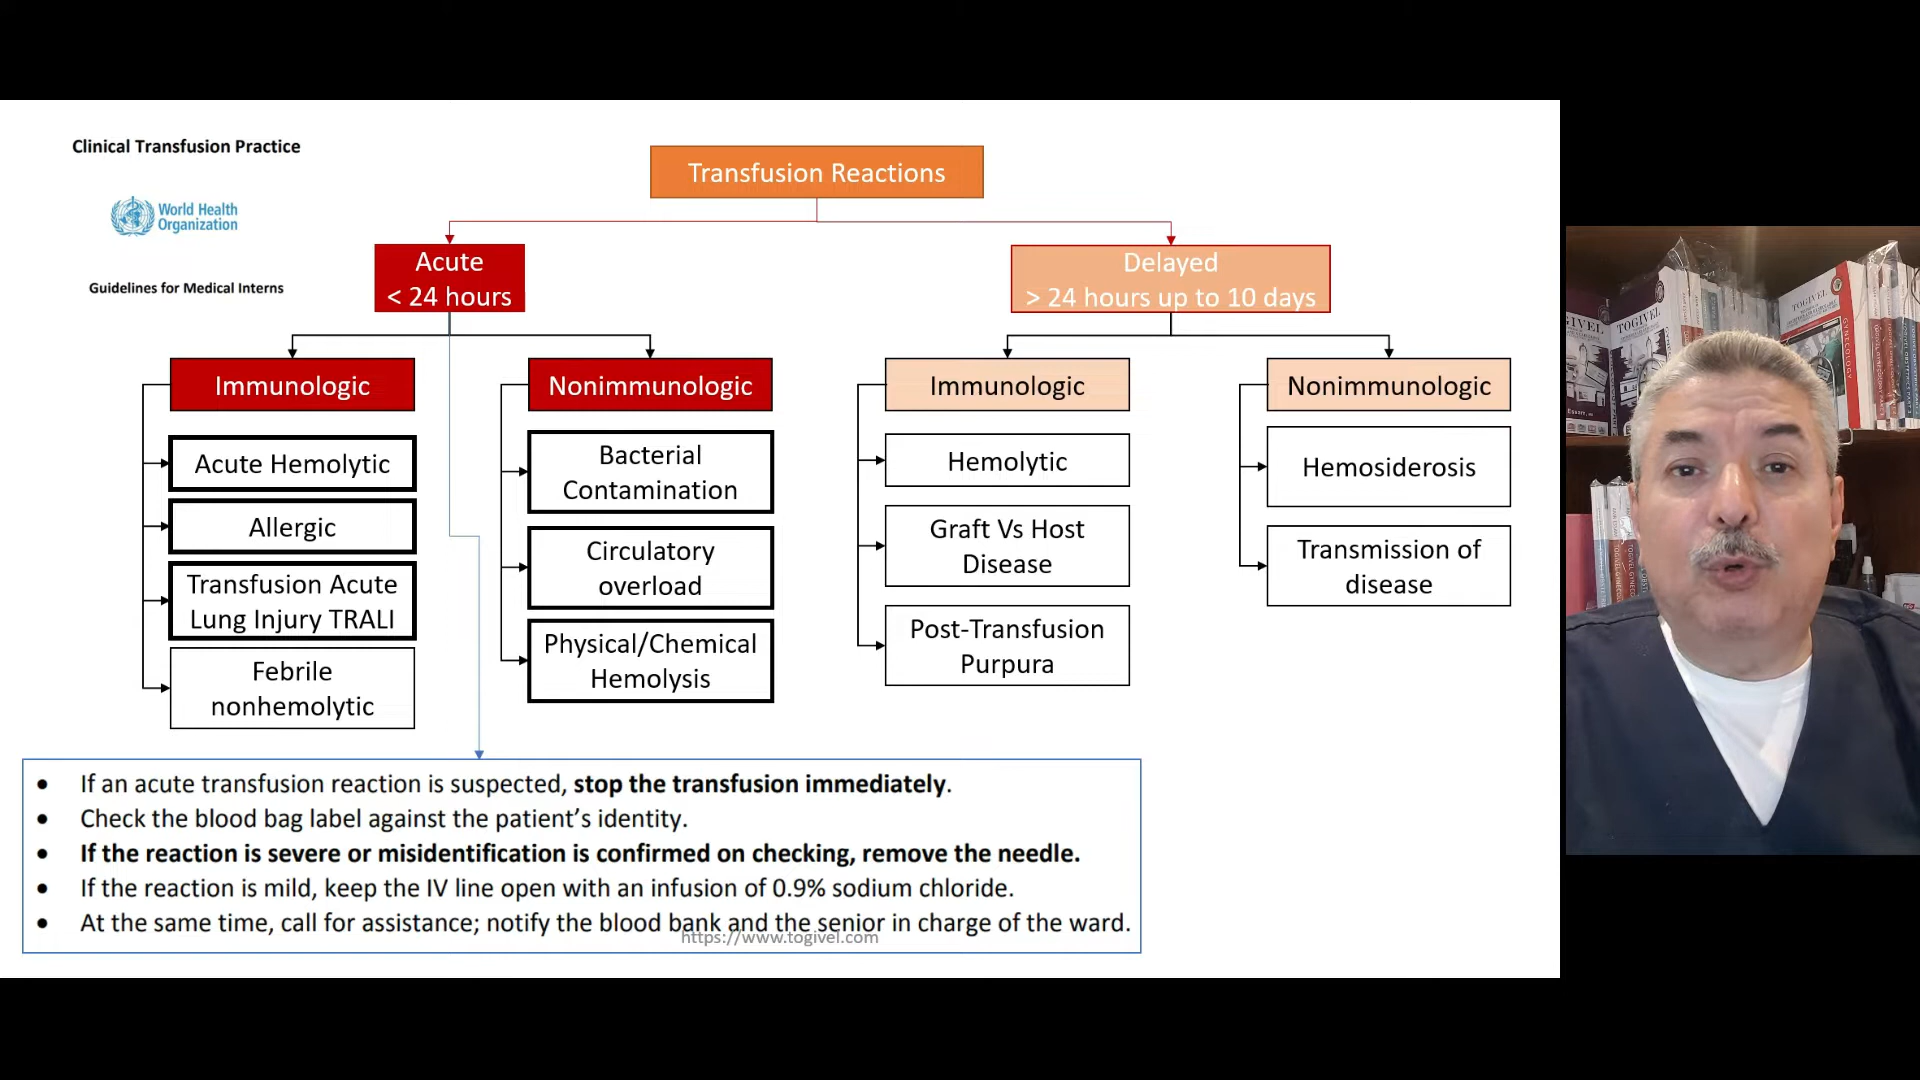 Clinical Transfusion Practice
World Health
Organization
Guidelines for Medical Interns
Transfusion Reactions
Acute
< 24 hours
Delayed
> 24 hours up to 10 days
Immunologic
Acute Hemolytic
Allergic
Transfusion Acute
Lung Injury TRALI
Febrile
nonhemolytic
Nonimmunologic
Bacterial
Contamination
Circulatory
overload
Physical/Chemical
Hemolysis
Immunologic
Hemolytic
Graft Vs Host
Disease
Post-Transfusion
Purpura
Nonimmunologic
Hemosiderosis
Transmission of
disease
• If an acute transfusion reaction is suspected, stop the transfusion immediately.
• Check the blood bag label against the patient’s identity.
• If the reaction is severe or misidentification is confirmed on checking, remove the needle.
• If the reaction is mild, keep the IV line open with an infusion of 0.9% sodium chloride.
• At the same time, call for assistance; notify the blood bank and the senior in charge of the ward.
https://www.togivel.com
TOGIVEL
TOGIVEL
GYNECOLOGY